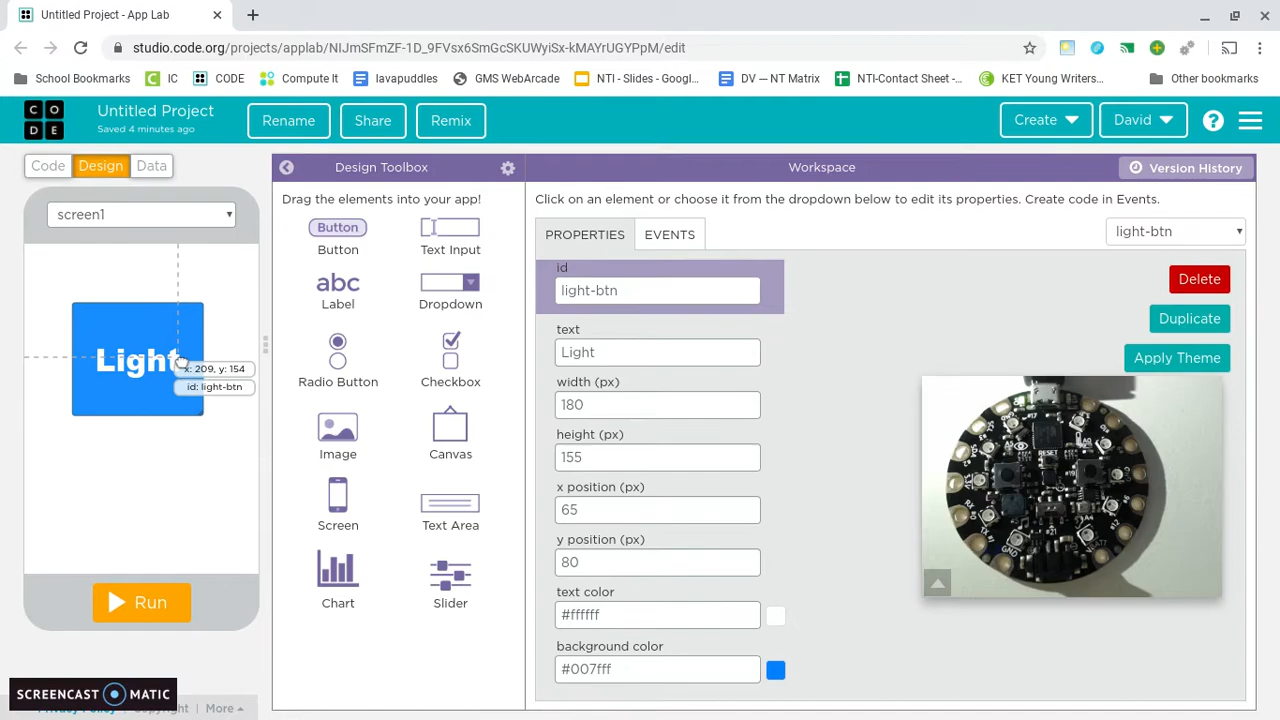 Untitled Project - App Lab
studio.code.org/projects/applab/NIJmSFmZF-1D_9FVsx6SmGcSKUWyiSx-kMAYrUGYPpM/edit
School Bookmarks IC CODE Compute It lavapuddles GMS WebArcade NTI - Slides - Googl... DV — NT Matrix NTI-Contact Sheet -... KET Young Writers... Other bookmarks
CODE
Untitled Project
Saved 4 minutes ago
Rename Share Remix Create David ?
Code Design Data
Design Toolbox
Workspace
Version History
screen1
Drag the elements into your app!
Click on an element or choose it from the dropdown below to edit its properties. Create code in Events.
Button
Button
Text Input
abc
Label
Dropdown
Radio Button
Checkbox
Image
Canvas
Screen
Text Area
Chart
Slider
PROPERTIES EVENTS
light-btn
id
light-btn
text
Light
width (px)
180
height (px)
155
x position (px)
65
y position (px)
80
text color
#ffffff
background color
#007fff
Delete
Duplicate
Apply Theme
RESET
GND
Light
x: 209, y: 154
id: light-btn
Run
SCREENCAST MATIC
Privacy Policy Copyright More